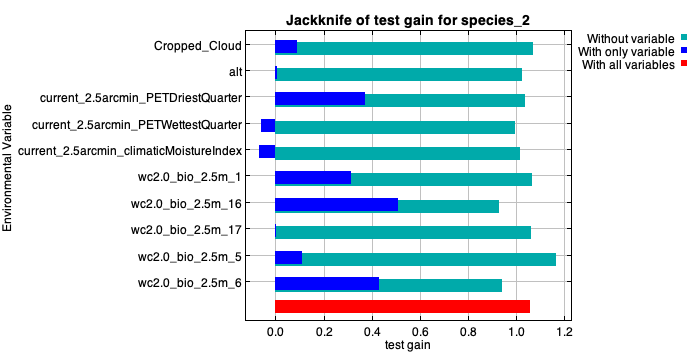 Jackknife of test gain for species_2
Without variable
With only variable
With all variables
Environmental Variable
Cropped_Cloud
alt
current_2.5arcmin_PETDriestQuarter
current_2.5arcmin_PETWettestQuarter
current_2.5arcmin_climaticMoistureIndex
wc2.0_bio_2.5m_1
wc2.0_bio_2.5m_16
wc2.0_bio_2.5m_17
wc2.0_bio_2.5m_5
wc2.0_bio_2.5m_6
0.0 0.2 0.4 0.6 0.8 1.0 1.2
test gain